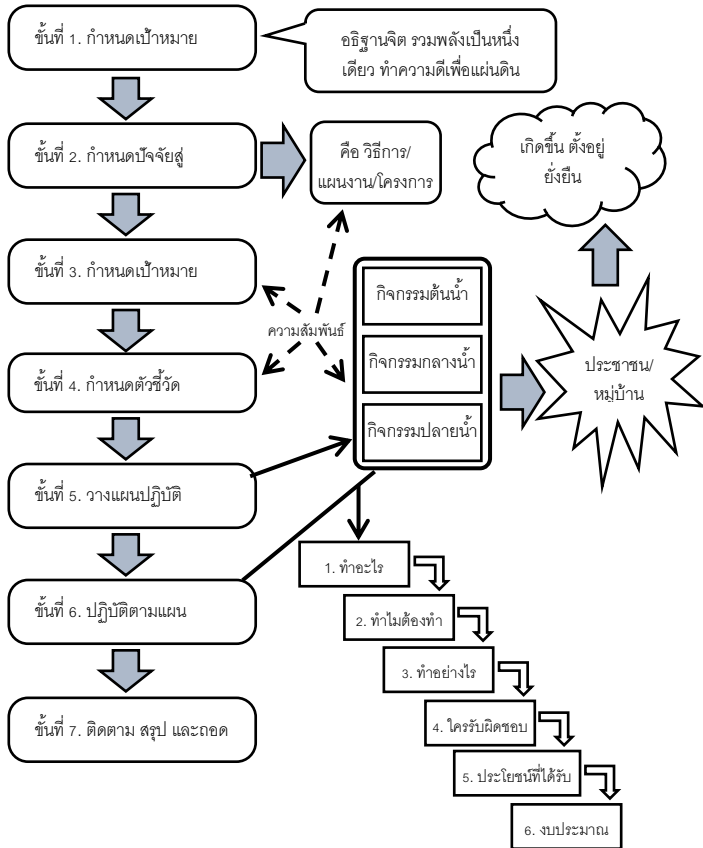 ขั้นที่ 1. กำหนดเป้าหมาย
อธิฐานจิต รวมพลังเป็นหนึ่ง
เดียว ทำความดีเพื่อแผ่นดิน
ขั้นที่ 2. กำหนดปัจจัยสู่
คือ วิธีการ/
แผนงาน/โครงการ
เกิดขึ้น ตั้งอยู่
ยั่งยืน
ขั้นที่ 3. กำหนดเป้าหมาย
ความสัมพันธ์
กิจกรรมต้นน้ำ
กิจกรรมกลางน้ำ
กิจกรรมปลายน้ำ
ประชาชน/
หมู่บ้าน
ขั้นที่ 4. กำหนดตัวชี้วัด
ขั้นที่ 5. วางแผนปฏิบัติ
ขั้นที่ 6. ปฏิบัติตามแผน
ขั้นที่ 7. ติดตาม สรุป และถอด
1. ทำอะไร
2. ทำไมต้องทำ
3. ทำอย่างไร
4. ใครรับผิดชอบ
5. ประโยชน์ที่ได้รับ
6. งบประมาณ